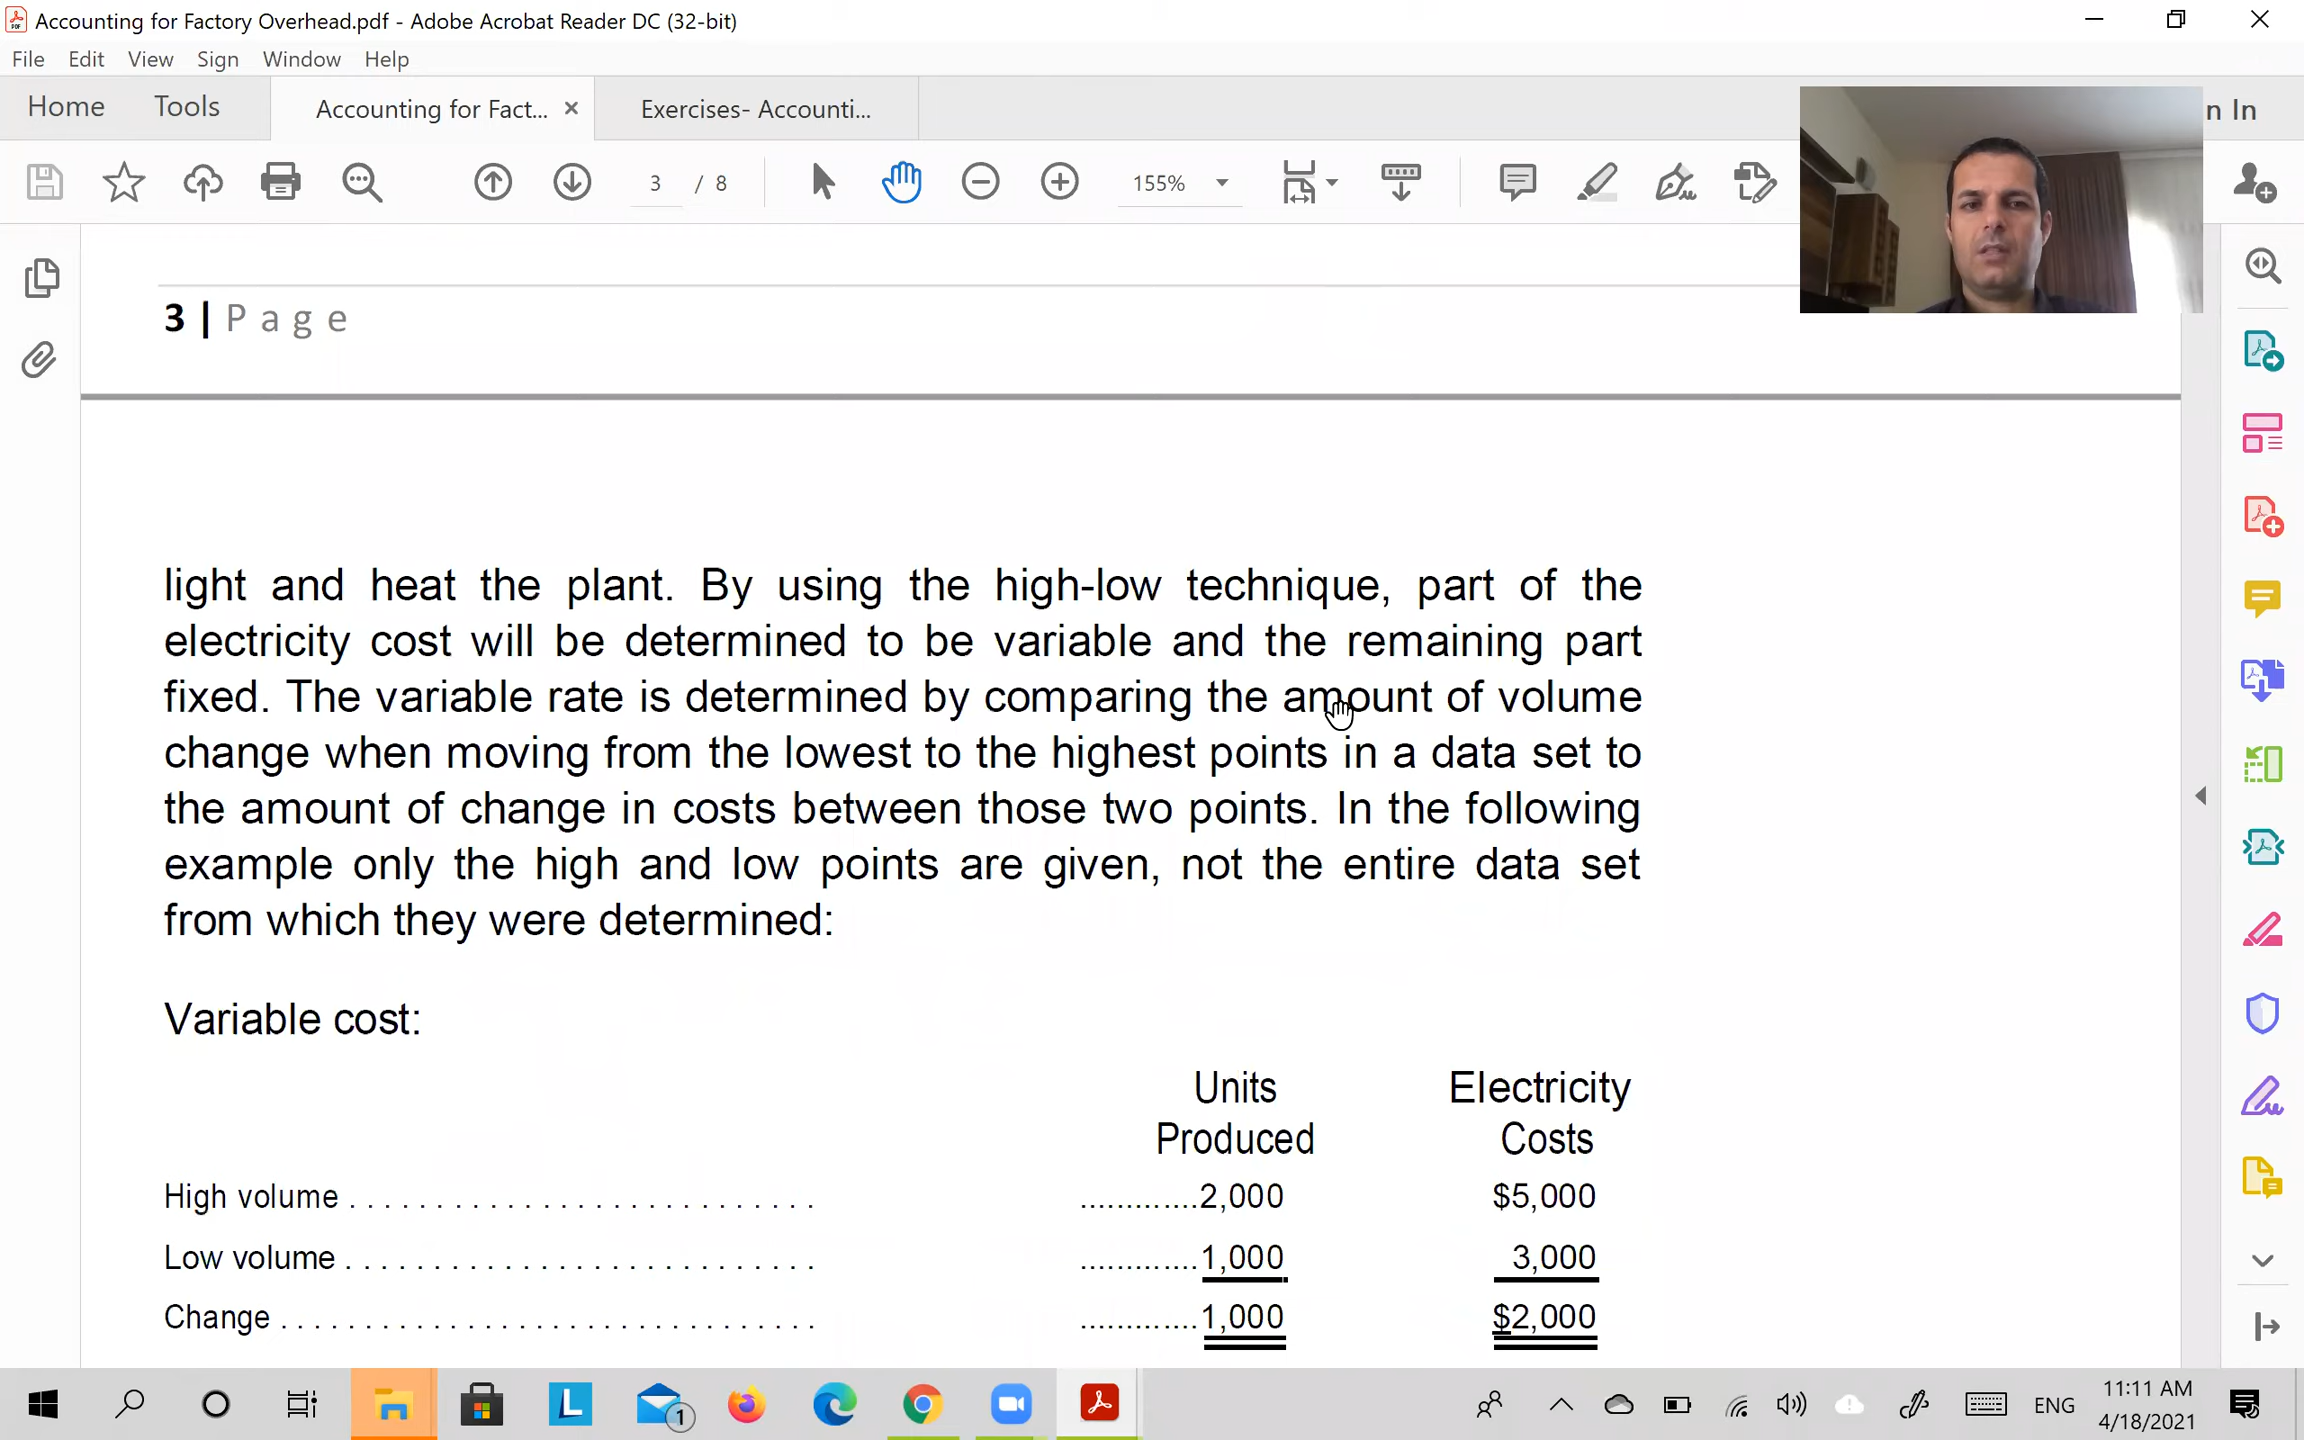 Accounting for Factory Overhead.pdf - Adobe Acrobat Reader DC (32-bit)
File Edit View Sign Window Help
Home Tools Accounting for Fact... × Exercises- Accounti... n In
3 / 8 155%
3 | P a g e
light and heat the plant. By using the high-low technique, part of the
electricity cost will be determined to be variable and the remaining part
fixed. The variable rate is determined by comparing the amount of volume
change when moving from the lowest to the highest points in a data set to
the amount of change in costs between those two points. In the following
example only the high and low points are given, not the entire data set
from which they were determined:
Variable cost:
Units Electricity
Produced Costs
High volume . . . . . . . . . . . . . . . . . . . . . . . . . . . .............2,000 $5,000
Low volume . . . . . . . . . . . . . . . . . . . . . . . . . . . .............1,000 3,000
Change . . . . . . . . . . . . . . . . . . . . . . . . . . . . . . . .............1,000 $2,000
1 ENG 11:11 AM
4/18/2021